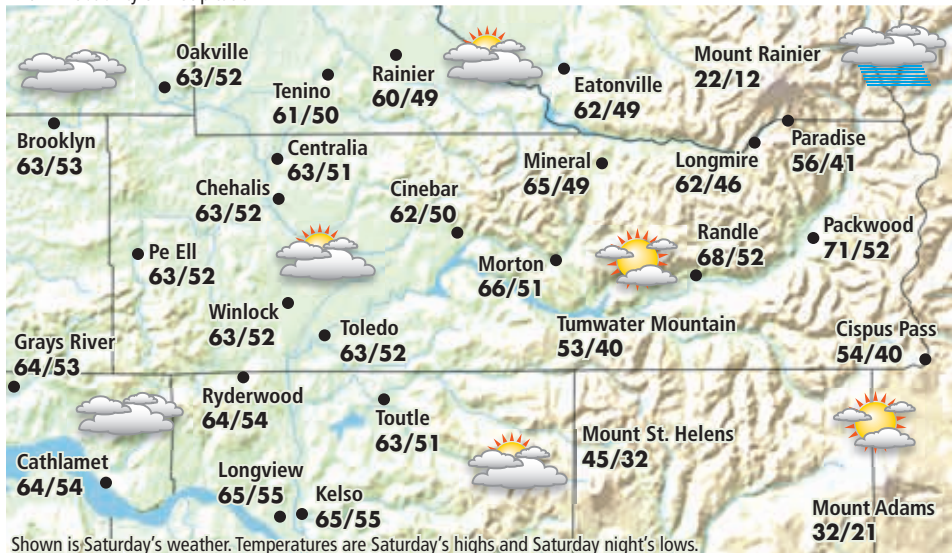 Oakville
63/52
Rainier
60/49
Tenino
61/50
Eatonville
62/49
Mount Rainier
22/12
Brooklyn
63/53
Centralia
63/51
Mineral
65/49
Longmire
62/46
Paradise
56/41
Chehalis
63/52
Cinebar
62/50
Packwood
71/52
Pe Ell
63/52
Morton
66/51
Randle
68/52
Winlock
63/52
Toledo
63/52
Tumwater Mountain
53/40
Cispus Pass
54/40
Grays River
64/53
Ryderwood
64/54
Toutle
63/51
Mount St. Helens
45/32
Cathlamet
64/54
Longview
65/55
Kelso
65/55
Mount Adams
32/21
Shown is Saturday's weather. Temperatures are Saturday's highs and Saturday night's lows.